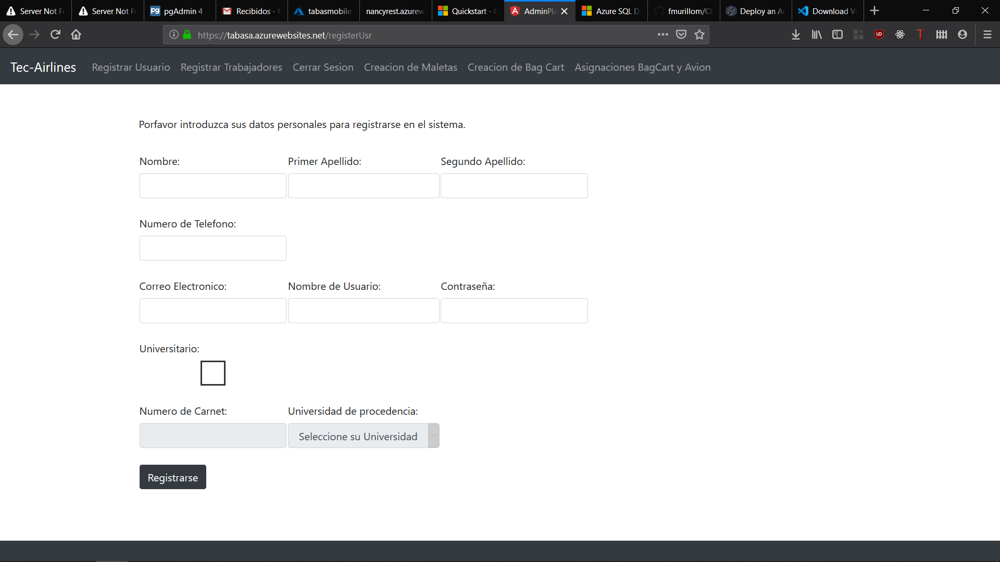 Server Not Fo
Server Not Fo
pgAdmin 4
Recibidos - f
tabasmobile
nancyrest.azurew
Quickstart - C
AdminPla
Azure SQL D
fmurillom/CE
Deploy an A
Download Vi
https://tabasa.azurewebsites.net/registerUsr
Tec-Airlines Registrar Usuario Registrar Trabajadores Cerrar Sesion Creacion de Maletas Creacion de Bag Cart Asignaciones BagCart y Avion
Porfavor introduzca sus datos personales para registrarse en el sistema.
Nombre: Primer Apellido: Segundo Apellido:
Numero de Telefono:
Correo Electronico: Nombre de Usuario: Contraseña:
Universitario:
Numero de Carnet: Universidad de procedencia:
Seleccione su Universidad
Registrarse